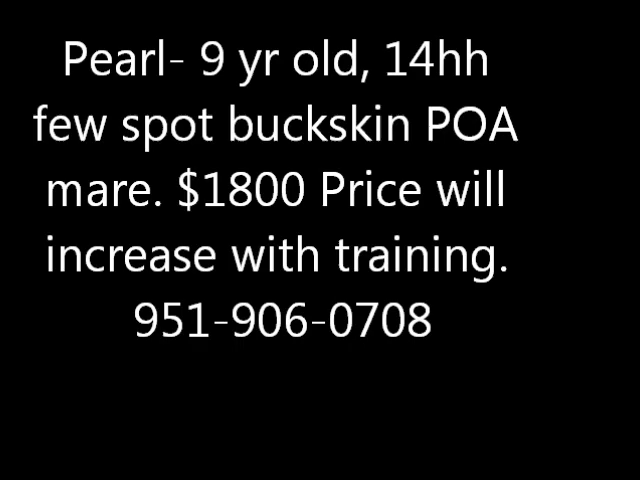 Pearl- 9 yr old, 14hh
few spot buckskin POA
mare. $1800 Price will
increase with training.
951-906-0708